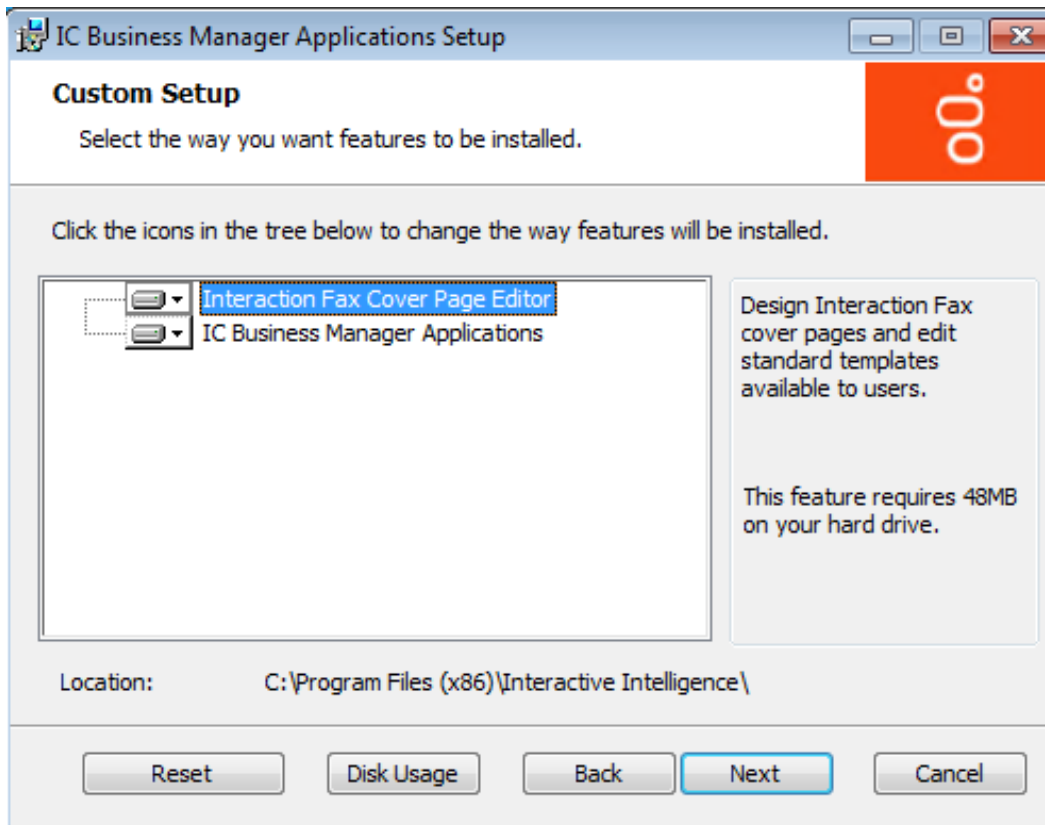 IC Business Manager Applications Setup
Custom Setup
Select the way you want features to be installed.
Click the icons in the tree below to change the way features will be installed.
Interaction Fax Cover Page Editor
IC Business Manager Applications
Design Interaction Fax
cover pages and edit
standard templates
available to users.
This feature requires 48MB
on your hard drive.
Location: C:\Program Files (x86)\Interactive Intelligence\
Reset Disk Usage Back Next Cancel